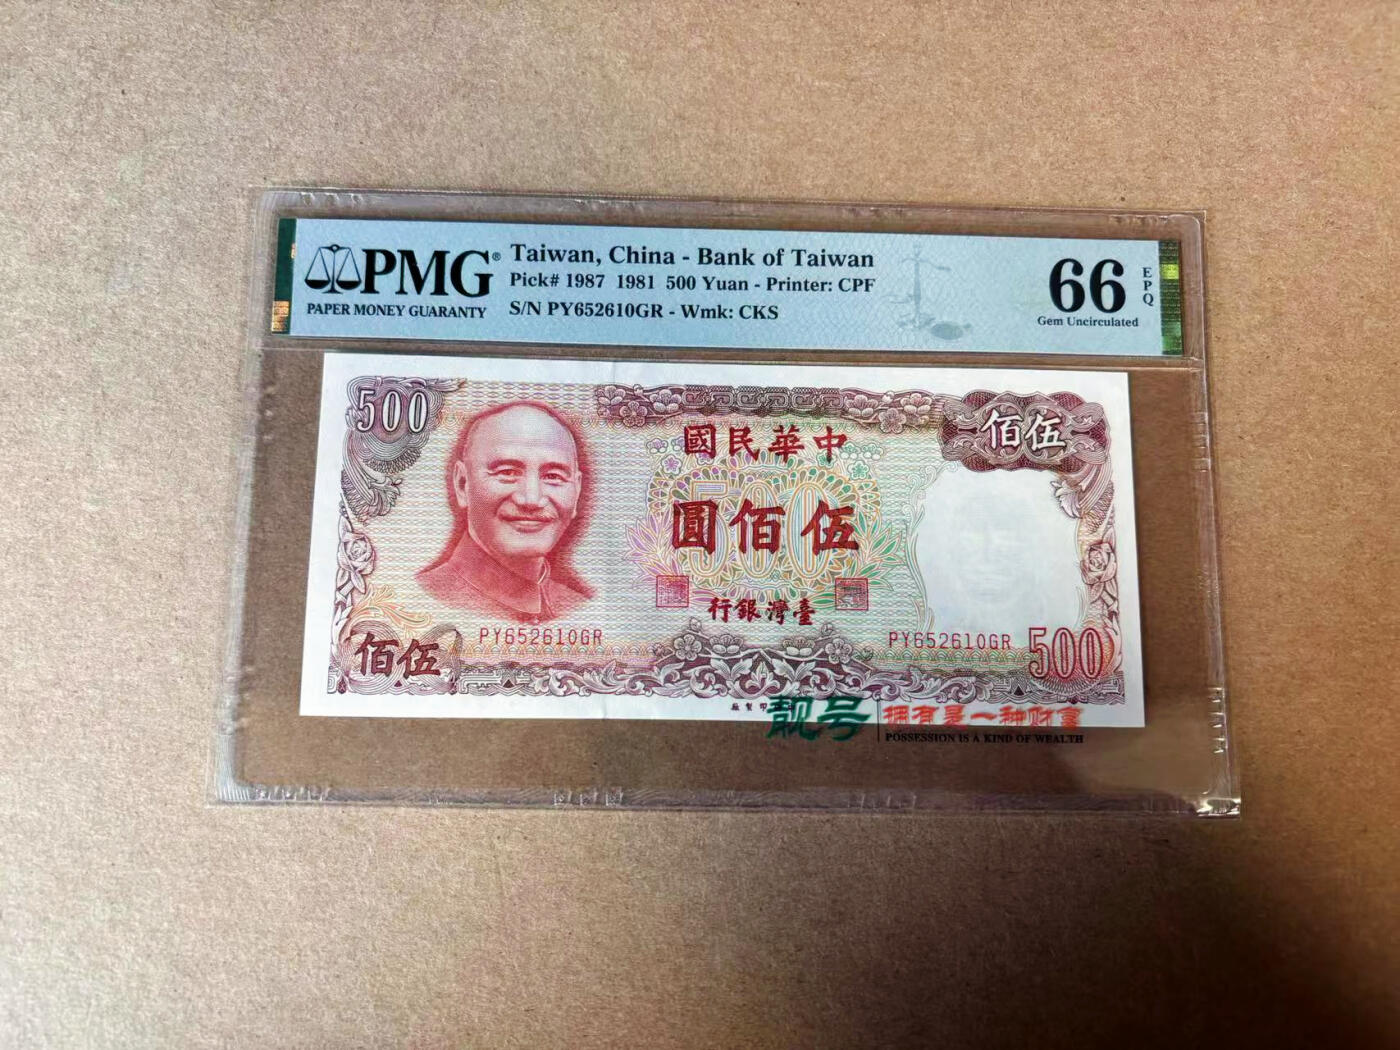 PMG®
PAPER MONEY GUARANTY
Taiwan, China - Bank of Taiwan
Pick# 1987 1981 500 Yuan - Printer: CPF
S/N PY652610GR - Wmk: CKS
66 EPQ
Gem Uncirculated
500
國民華中
佰伍
500
圓佰伍
行銀灣臺
PY652610GR
PY652610GR
佰伍
500
靓号
拥有是一种财富
POSSESSION IS A KIND OF WEALTH